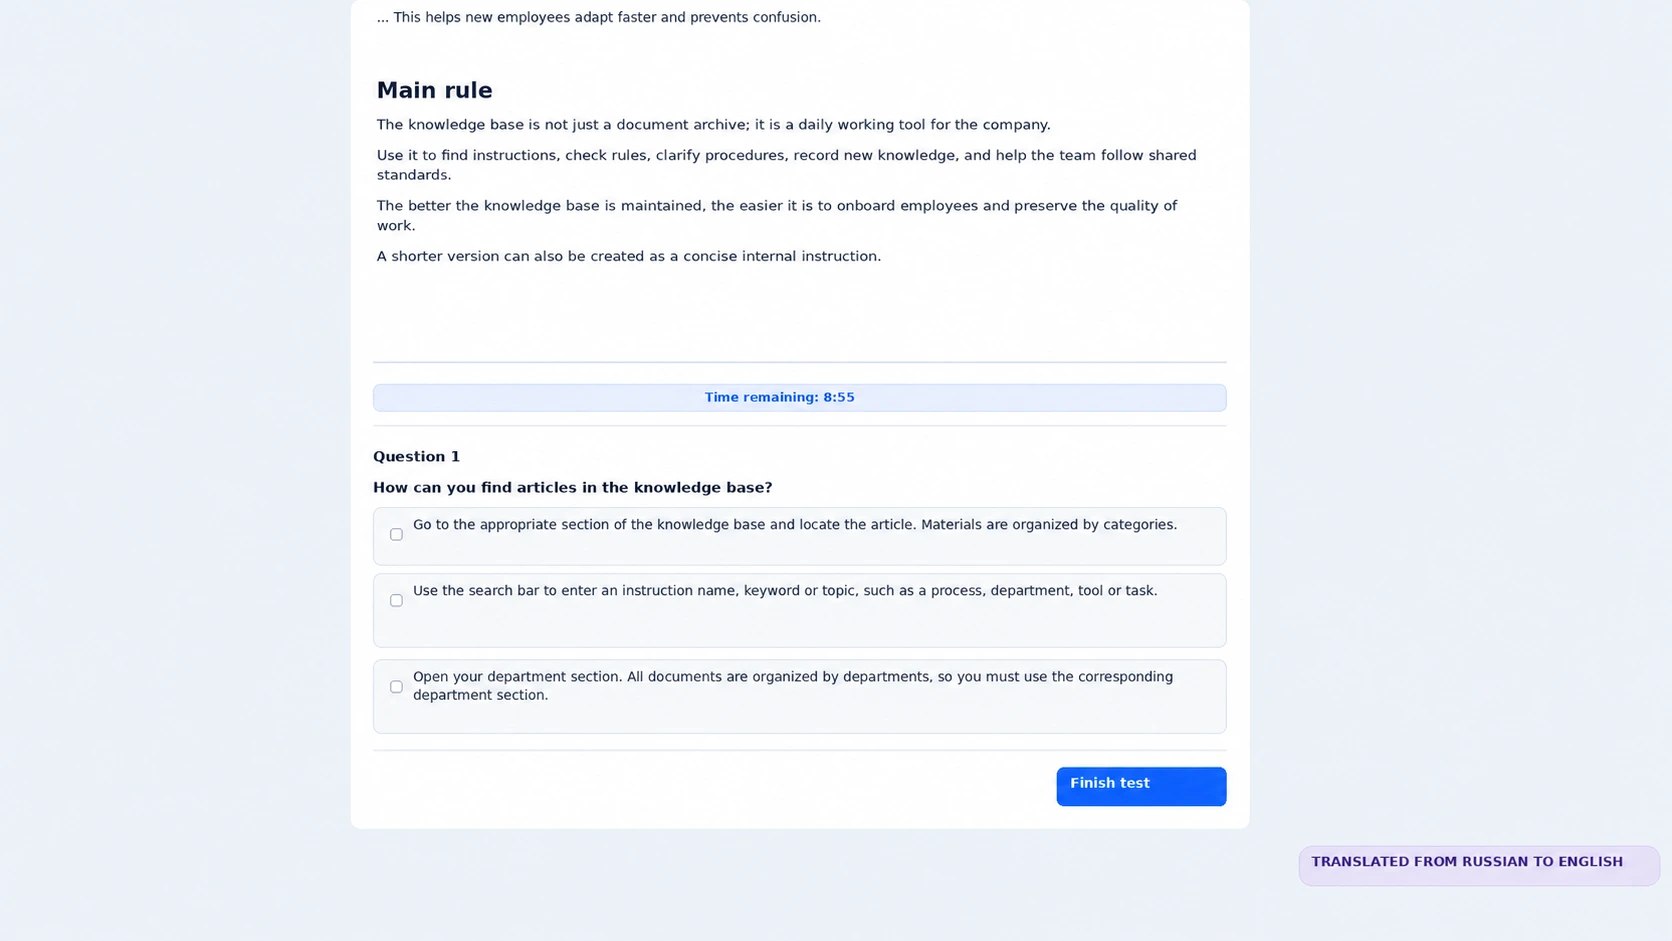 ... This helps new employees adapt faster and prevents confusion.
Main rule
The knowledge base is not just a document archive; it is a daily working tool for the company.
Use it to find instructions, check rules, clarify procedures, record new knowledge, and help the team follow shared
standards.
The better the knowledge base is maintained, the easier it is to onboard employees and preserve the quality of
work.
A shorter version can also be created as a concise internal instruction.
Time remaining: 8:55
Question 1
How can you find articles in the knowledge base?
Go to the appropriate section of the knowledge base and locate the article. Materials are organized by categories.
Use the search bar to enter an instruction name, keyword or topic, such as a process, department, tool or task.
Open your department section. All documents are organized by departments, so you must use the corresponding
department section.
Finish test
TRANSLATED FROM RUSSIAN TO ENGLISH